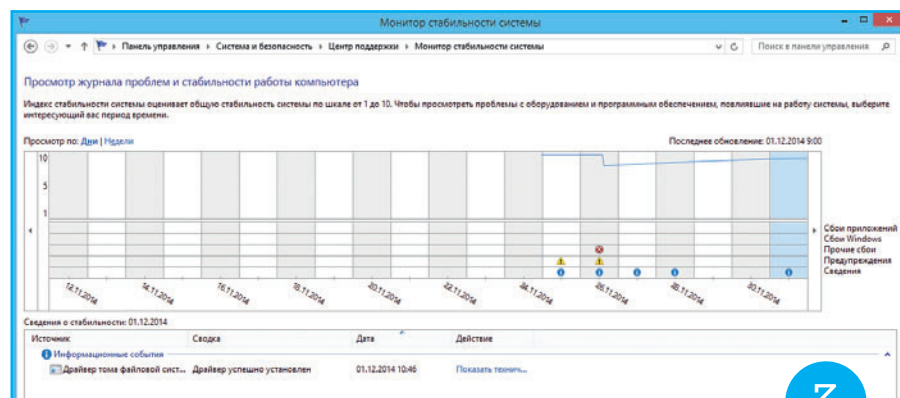 Монитор стабильности системы
Панель управления › Система и безопасность › Центр поддержки › Монитор стабильности системы
Поиск в панели управления
Просмотр журнала проблем и стабильности работы компьютера
Индекс стабильности системы оценивает общую стабильность системы по шкале от 1 до 10. Чтобы просмотреть проблемы с оборудованием и программным обеспечением, повлиявшие на работу системы, выберите
интересующий вас период времени.
Просмотр по: Дни | Недели
Последнее обновление: 01.12.2014 9:00
10
5
1
Сбои приложений
Сбои Windows
Прочие сбои
Предупреждения
Сведения
12.11.2014 14.11.2014 16.11.2014 18.11.2014 20.11.2014 22.11.2014 24.11.2014 26.11.2014 28.11.2014 30.11.2014
Сведения о стабильности: 01.12.2014
Источник Сводка Дата Действие
Информационные события
Драйвер тома файловой сист... Драйвер успешно установлен 01.12.2014 10:46 Показать технич...